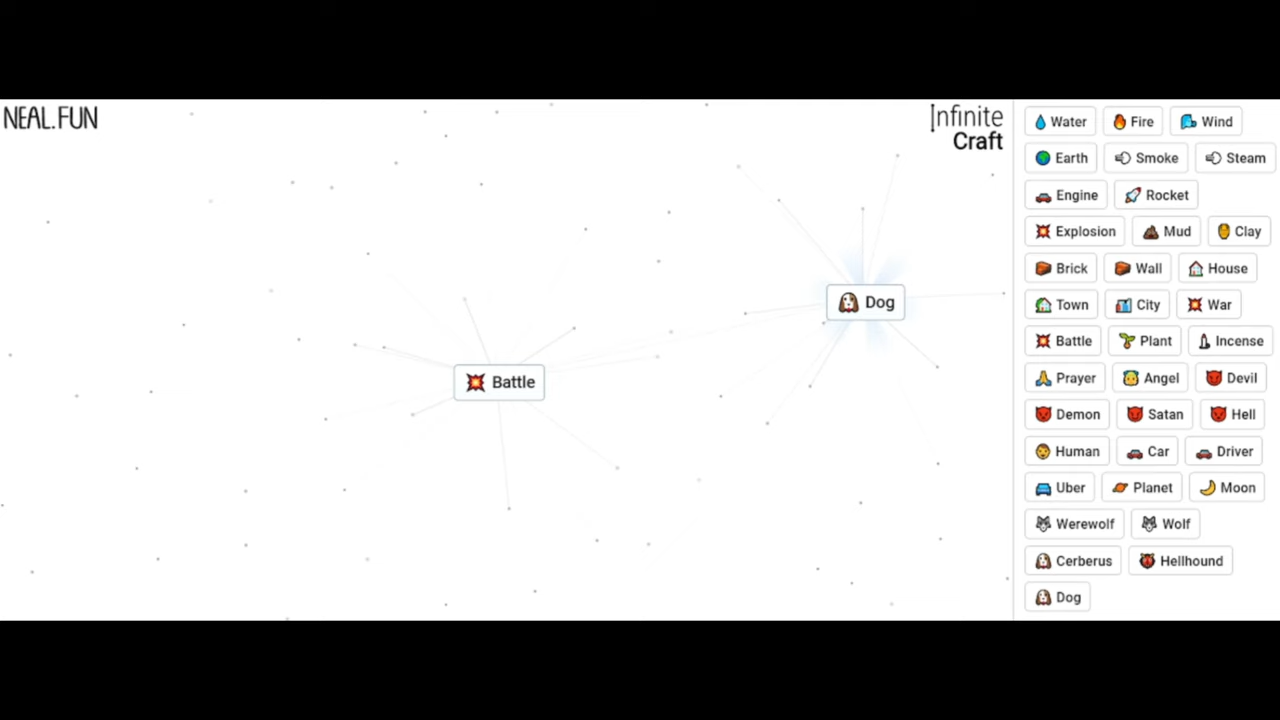 NEAL.FUN
Infinite
Craft
Battle
Dog
Water Fire Wind
Earth Smoke Steam
Engine Rocket
Explosion Mud Clay
Brick Wall House
Town City War
Battle Plant Incense
Prayer Angel Devil
Demon Satan Hell
Human Car Driver
Uber Planet Moon
Werewolf Wolf
Cerberus Hellhound
Dog